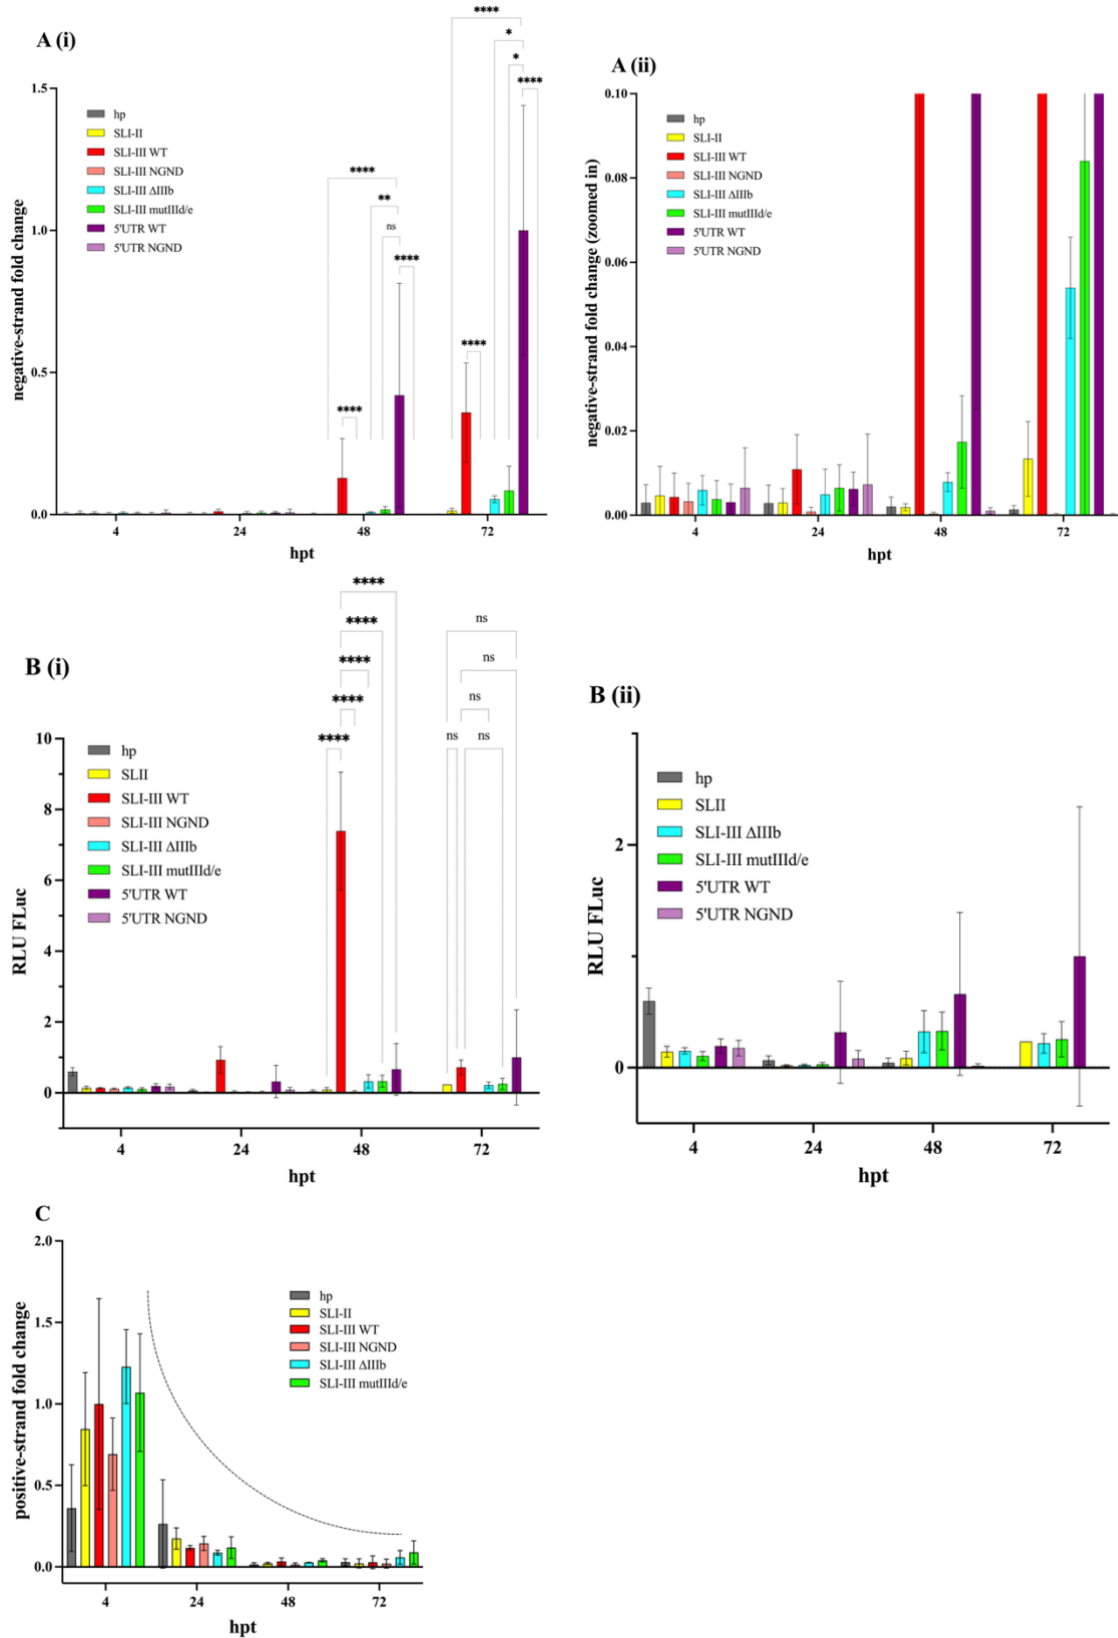 A (i)
****
*
*
****
1.5
hp
SLI-II
SLI-III WT
SLI-III NGND
SLI-III ΔIIIb
SLI-III mutIIId/e
5'UTR WT
5'UTR NGND
****
**
ns
****
1.0
negative-strand fold change
0.5
****
****
0.0
4 24 48 72
hpt
A (ii)
0.10
hp
SLI-II
SLI-III WT
SLI-III NGND
SLI-III ΔIIIb
SLI-III mutIIId/e
5'UTR WT
5'UTR NGND
0.08
0.06
negative-strand fold change (zoomed in)
0.04
0.02
0.00
4 24 48 72
hpt
B (i)
****
****
****
****
****
ns
ns
ns
ns ns
10
hp
SLII
SLI-III WT
SLI-III NGND
SLI-III ΔIIIb
SLI-III mutIIId/e
5'UTR WT
5'UTR NGND
8
6
RLU FLuc
4
2
0
4 24 48 72
hpt
B (ii)
hp
SLII
SLI-III ΔIIIb
SLI-III mutIIId/e
5'UTR WT
5'UTR NGND
2
RLU FLuc
0
4 24 48 72
hpt
C
2.0
hp
SLI-II
SLI-III WT
SLI-III NGND
SLI-III ΔIIIb
SLI-III mutIIId/e
1.5
positive-strand fold change
1.0
0.5
0.0
4 24 48 72
hpt